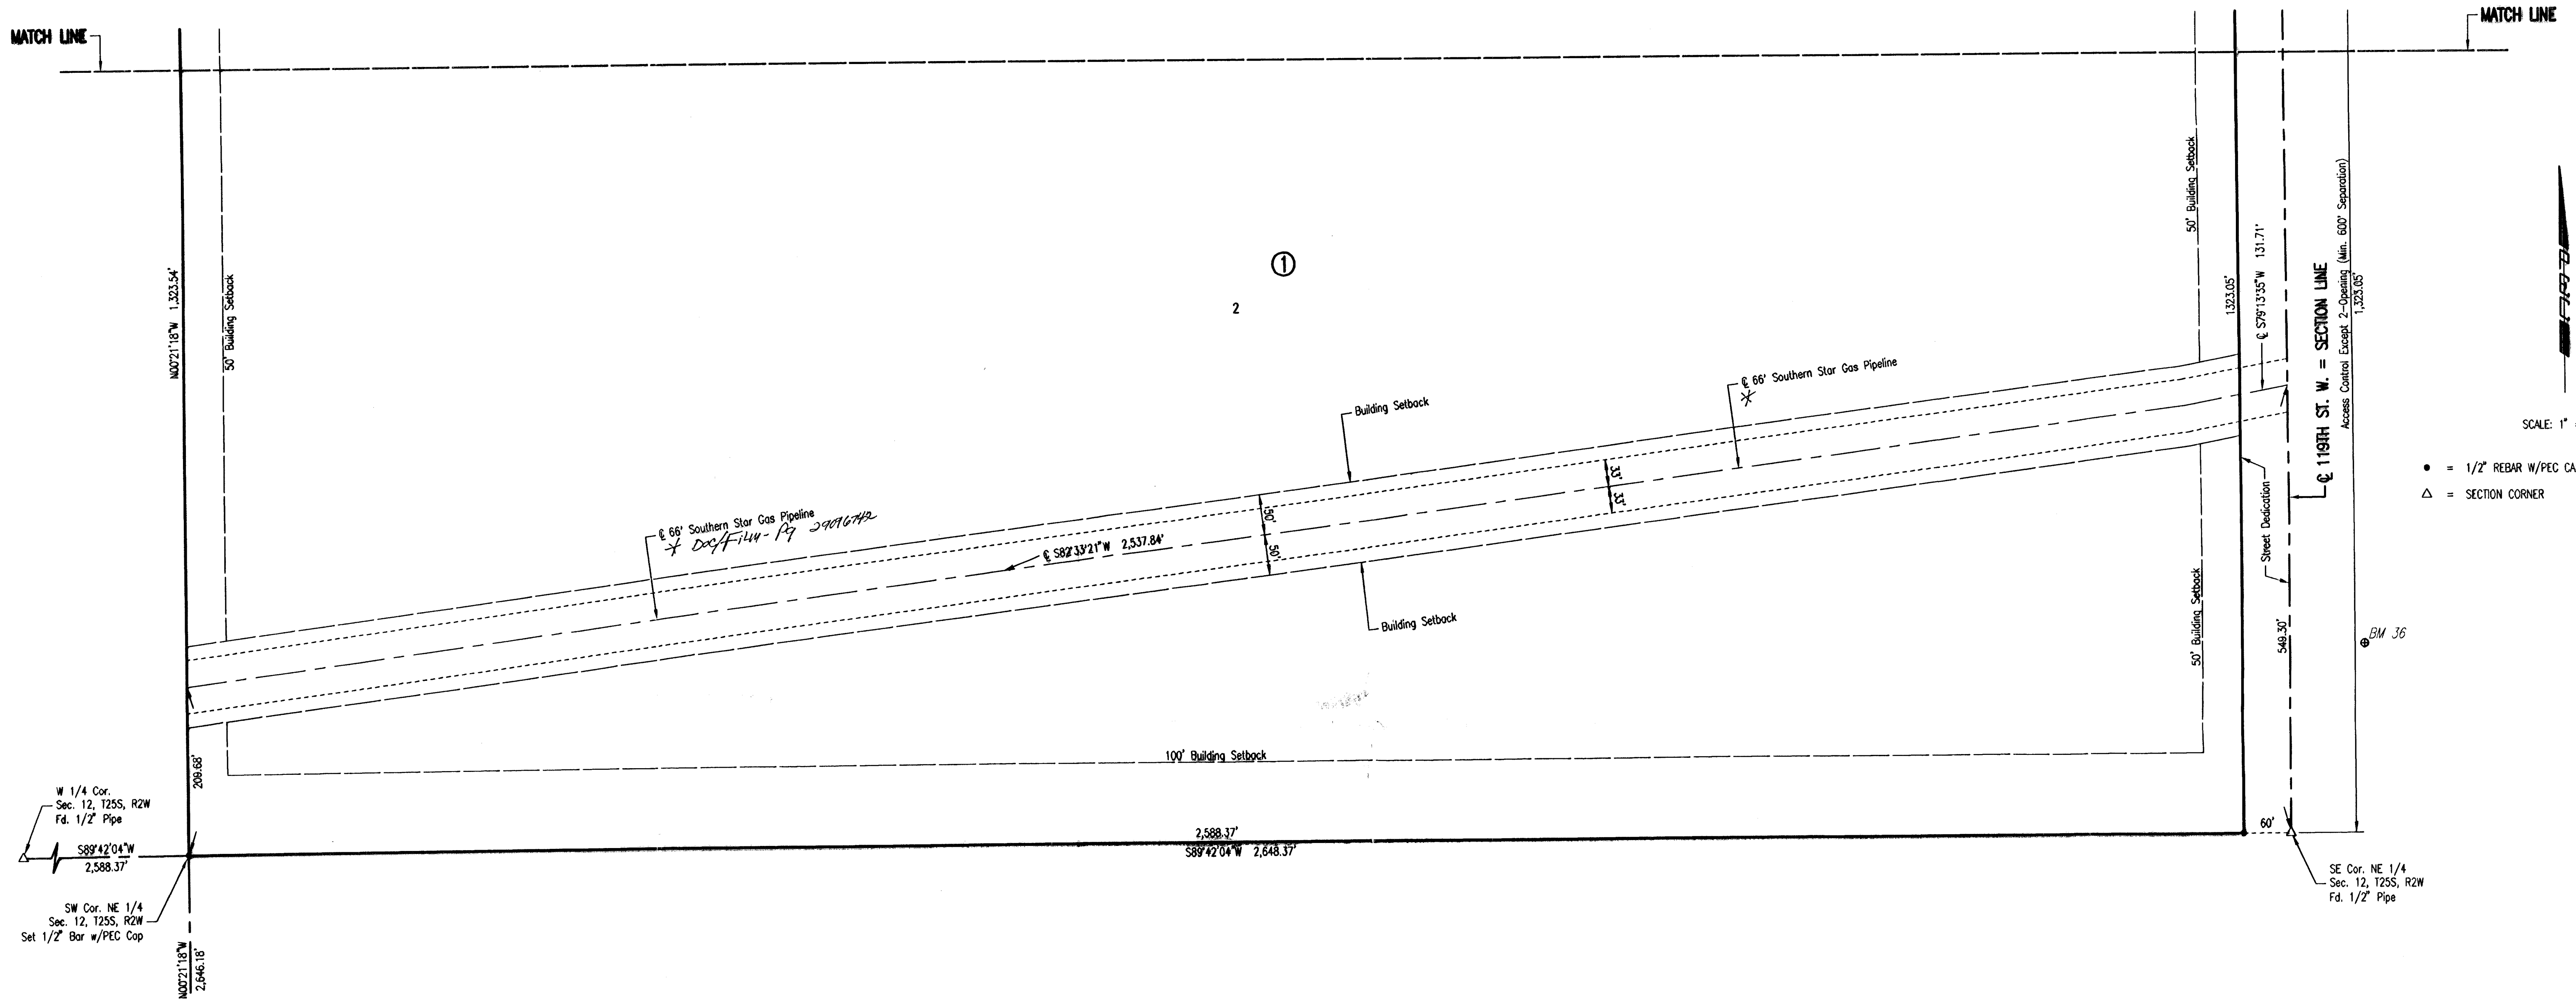 MATCH LINE
MATCH LINE
N00°21'18"W 1,323.54'
50' Building Setback
50' Building Setback
1323.05'
℄ S79°13'35"W 131.71'
℄ 119TH ST. W. = SECTION LINE
Access Control Except 2-Opening (Min. 600' Separation)
1,323.05'
1
2
℄ 66' Southern Star Gas Pipeline
*
Building Setback
SCALE: 1" =
• = 1/2" REBAR W/PEC CA
△ = SECTION CORNER
33'
33'
50'
50'
℄ 66' Southern Star Gas Pipeline
* Doc/Film-Pg 29096742
℄ S82°33'21"W 2,537.84'
Street Dedication
Building Setback
50' Building Setback
549.30'
BM 36
209.68'
100' Building Setback
W 1/4 Cor.
Sec. 12, T25S, R2W
Fd. 1/2" Pipe
S89°42'04"W
2,588.37'
2,588.37'
S89°42'04"W 2,648.37'
60'
SE Cor. NE 1/4
Sec. 12, T25S, R2W
Fd. 1/2" Pipe
SW Cor. NE 1/4
Sec. 12, T25S, R2W
Set 1/2" Bar w/PEC Cap
N00°21'18"W
2,646.18'